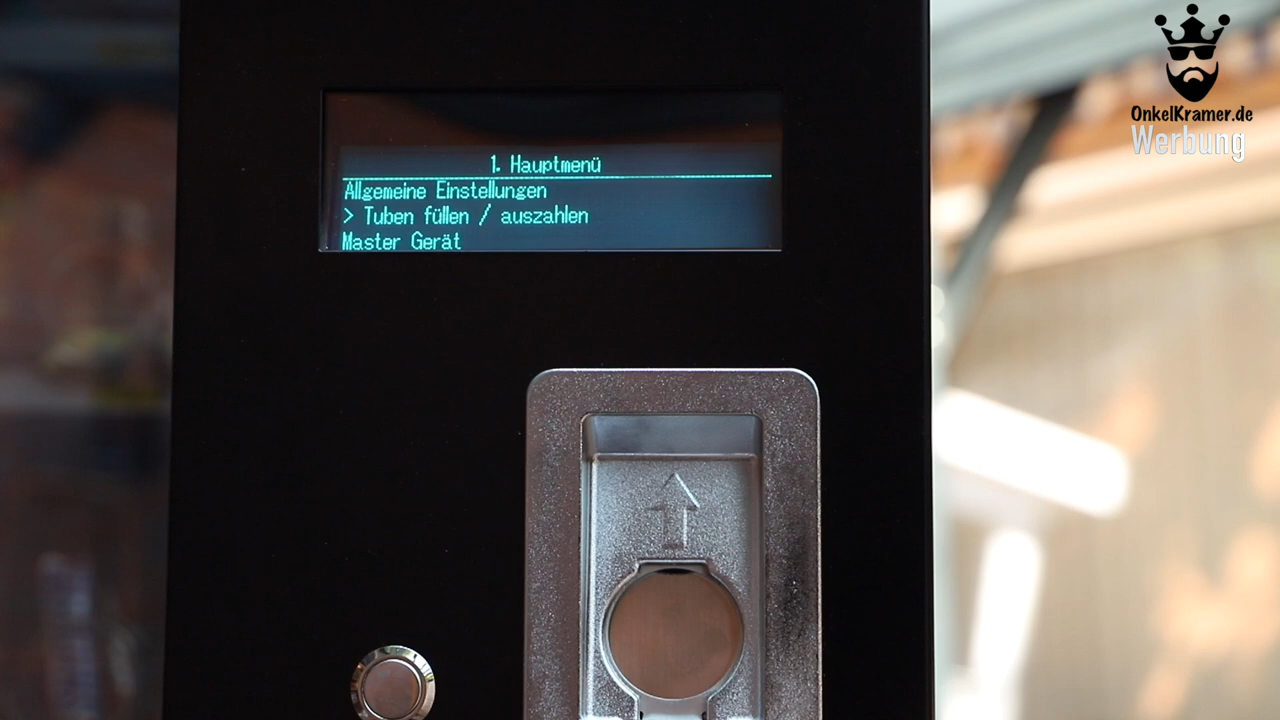 OnkelKramer.de
Werbung
1. Hauptmenü
Allgemeine Einstellungen
> Tuben füllen / auszahlen
Master Gerät